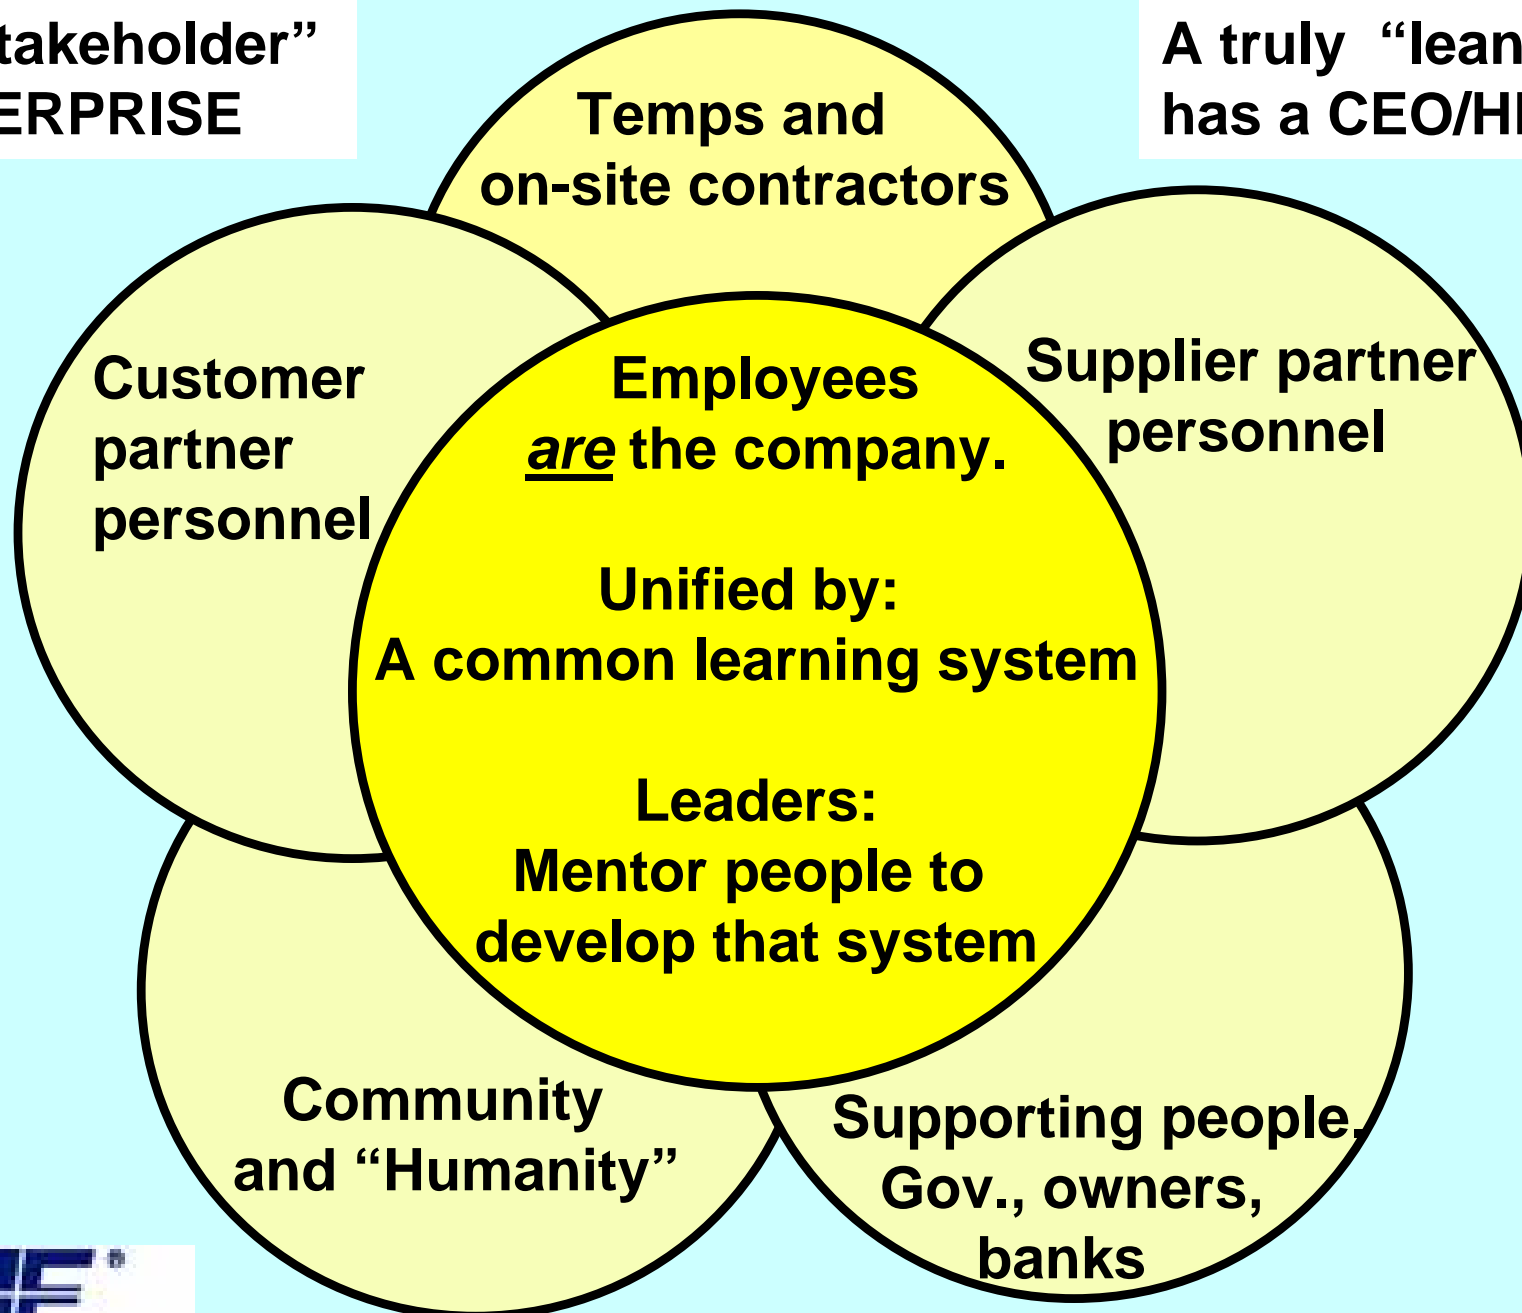 takeholder”
ERPRISE
A truly “lean
has a CEO/H
Temps and
on-site contractors
Customer
partner
personnel
Supplier partner
personnel
Employees
are the company.
Unified by:
A common learning system
Leaders:
Mentor people to
develop that system
Community
and “Humanity”
Supporting people.
Gov., owners,
banks